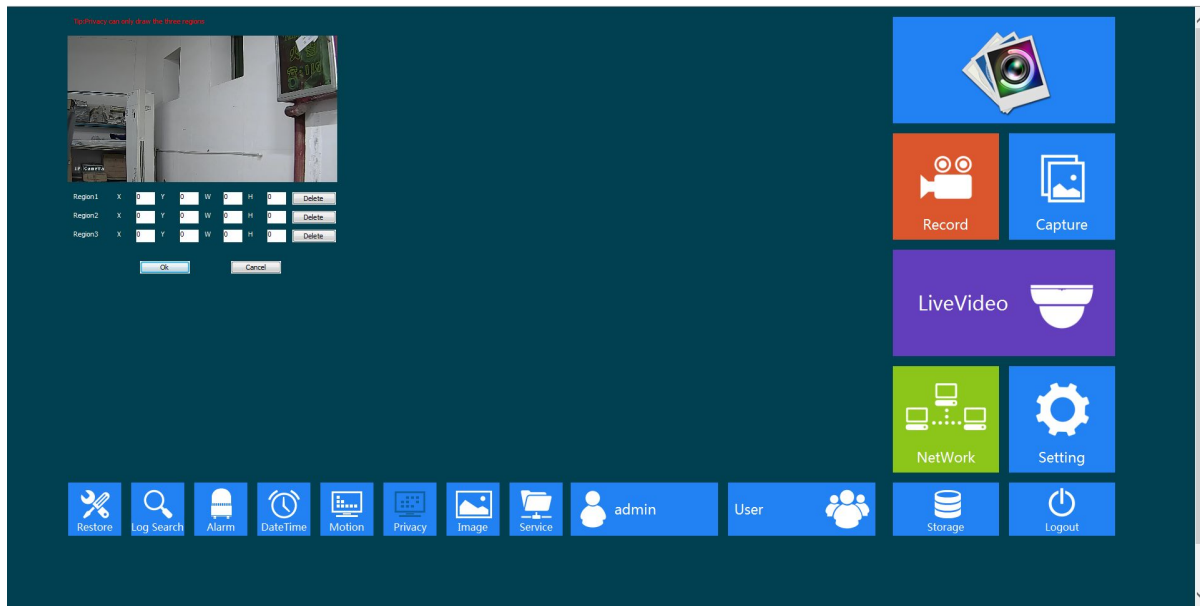 Tip:Privacy can only draw the three regions
IP Camera
Region1 X 0 Y 0 W 0 H 0 Delete
Region2 X 0 Y 0 W 0 H 0 Delete
Region3 X 0 Y 0 W 0 H 0 Delete
Ok Cancel
Record Capture
LiveVideo
NetWork Setting
Restore Log Search Alarm DateTime Motion Privacy Image Service admin User Storage Logout